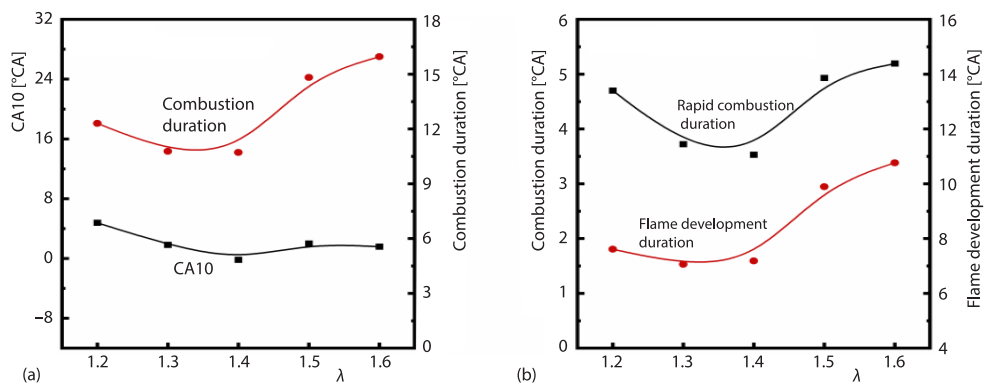 32
24
16
8
0
–8
CA10 [°CA]
Combustion
duration
CA10
18
15
12
9
6
3
0
Combustion duration [°CA]
1.2 1.3 1.4 1.5 1.6
(a) λ
6
5
4
3
2
1
0
Combustion duration [°CA]
Rapid combustion
duration
Flame development
duration
16
14
12
10
8
6
4
Flame development duration [°CA]
1.2 1.3 1.4 1.5 1.6
(b) λ